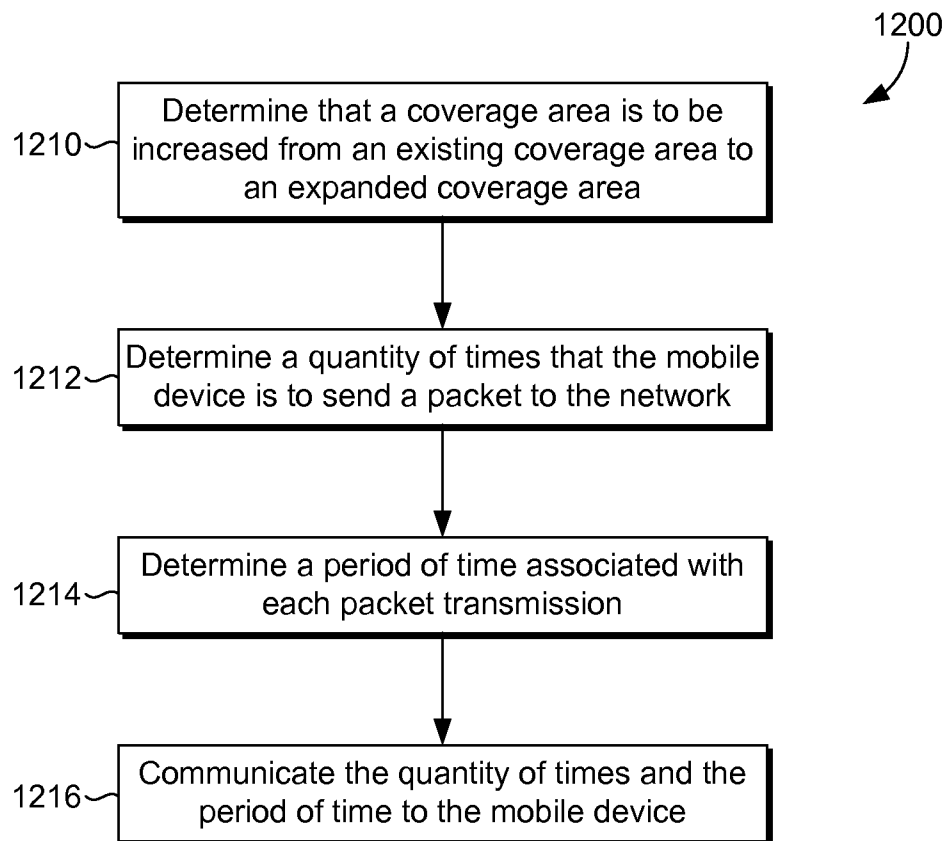 1200
1210
Determine that a coverage area is to be
increased from an existing coverage area to
an expanded coverage area
1212
Determine a quantity of times that the mobile
device is to send a packet to the network
1214
Determine a period of time associated with
each packet transmission
1216
Communicate the quantity of times and the
period of time to the mobile device